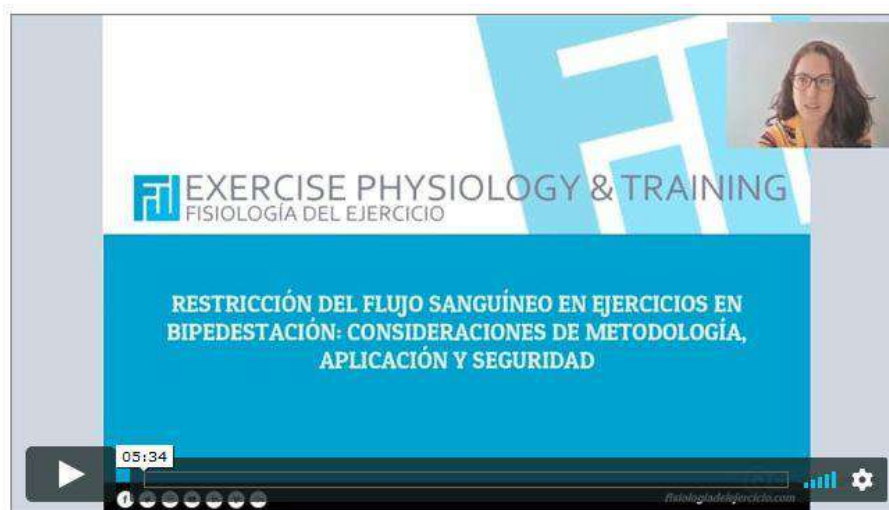 EXERCISE PHYSIOLOGY & TRAINING
FISIOLOGÍA DEL EJERCICIO
RESTRICCIÓN DEL FLUJO SANGUÍNEO EN EJERCICIOS EN
BIPEDESTACIÓN: CONSIDERACIONES DE METODOLOGÍA,
APLICACIÓN Y SEGURIDAD
05:34
fisiologiadelejercicio.com